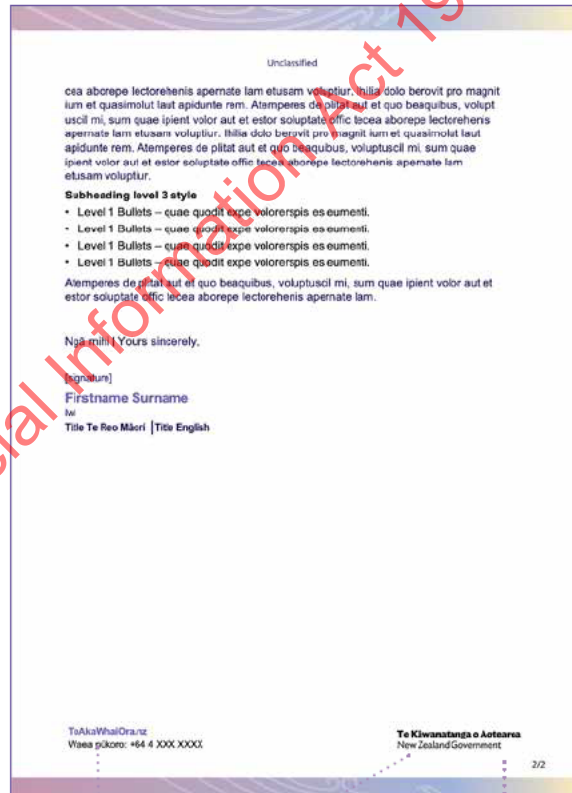 Unclassified
cea aborepe lectorehenis apernate lam etusam voluptiur. Ihilia dolo berovit pro magnit
ium et quasimolut laut apidunte rem. Atemperes de plitat aut et quo beaquibus, volupt
uscil mi, sum quae ipient volor aut et estor soluptate offic tecea aborepe lectorehenis
apernate lam etusam voluptiur. Ihilia dolo berovit pro magnit ium et quasimolut laut
apidunte rem. Atemperes de plitat aut et quo beaquibus, voluptuscil mi, sum quae
ipient volor aut et estor soluptate offic tecea aborepe lectorehenis apernate lam
etusam voluptiur.
Subheading level 3 style
• Level 1 Bullets – quae quodit expe volorerspis es eumenti.
• Level 1 Bullets – quae quodit expe volorerspis es eumenti.
• Level 1 Bullets – quae quodit expe volorerspis es eumenti.
• Level 1 Bullets – quae quodit expe volorerspis es eumenti.
Atemperes de plitat aut et quo beaquibus, voluptuscil mi, sum quae ipient volor aut et
estor soluptate offic tecea aborepe lectorehenis apernate lam.
Ngā mihi | Yours sincerely,
[signature]
Firstname Surname
Iwi
Title Te Reo Māori | Title English
TeAkaWhaiOra.nz
Waea pūkoro: +64 4 XXX XXXX
Te Kāwanatanga o Aotearoa
New Zealand Government
2/2
cial Information Act 19